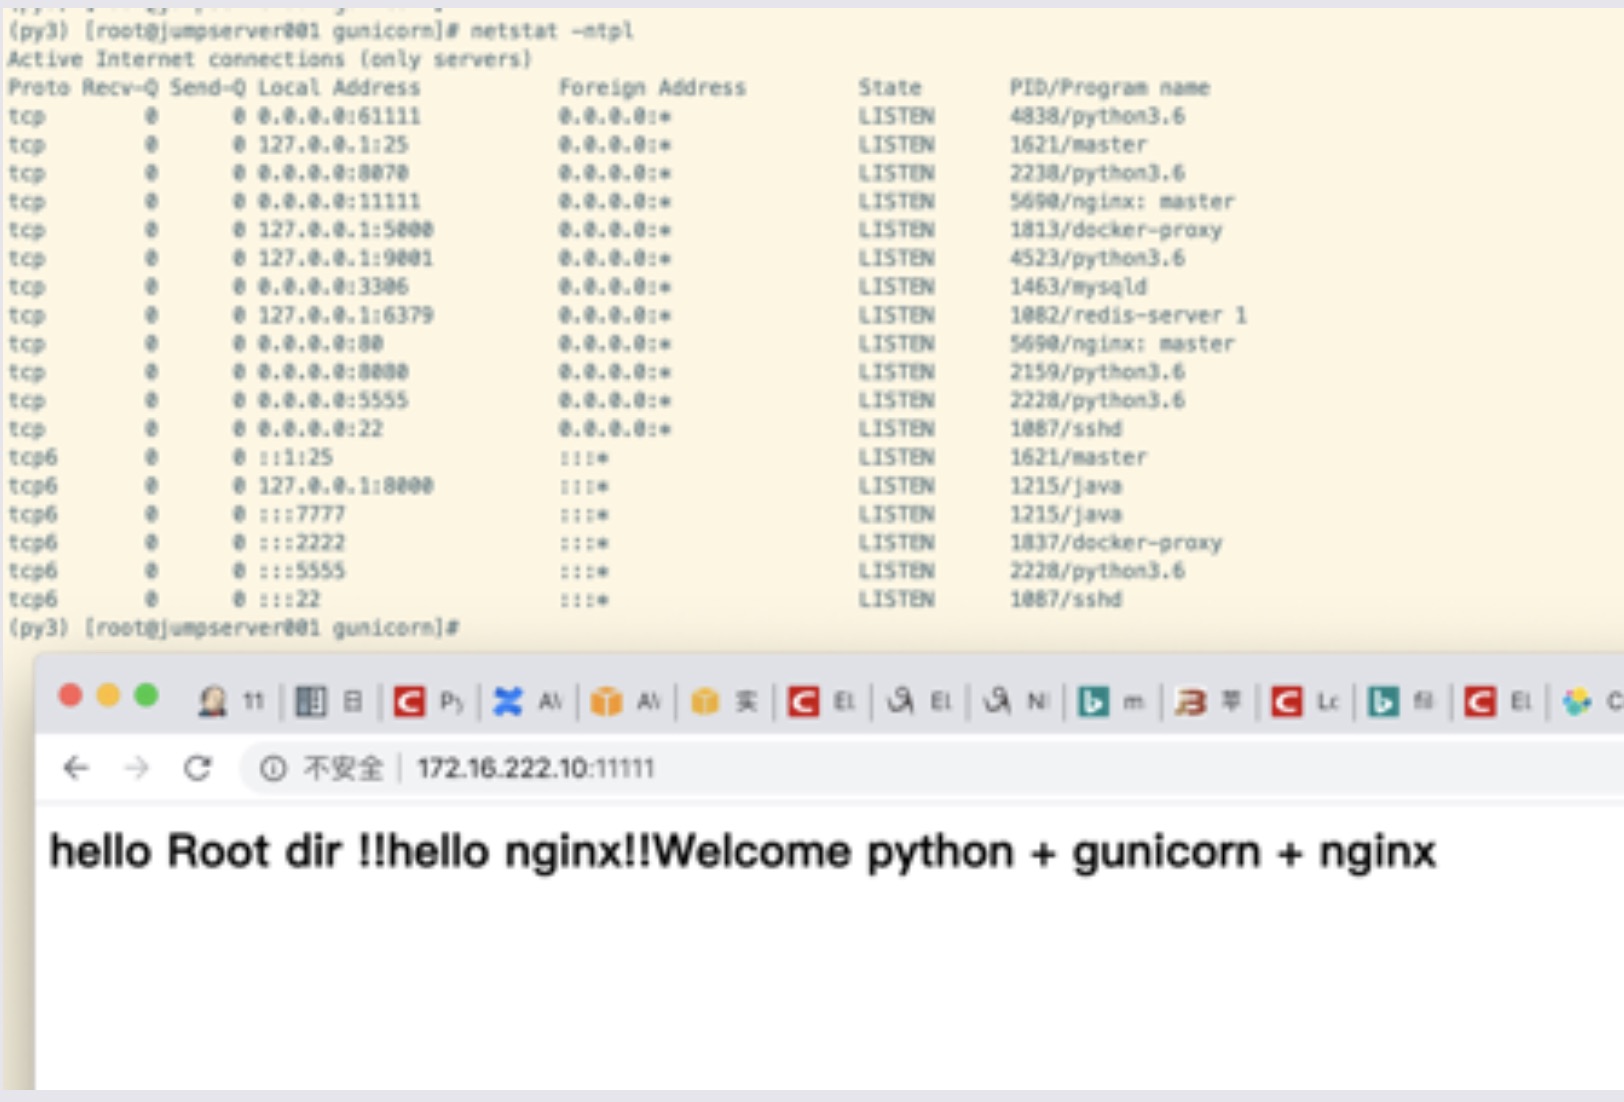 (py3) [root@jumpserver001 gunicorn]# netstat -ntpl
Active Internet connections (only servers)
Proto Recv-Q Send-Q Local Address Foreign Address State PID/Program name
tcp 0 0 0.0.0.0:61111 0.0.0.0:* LISTEN 4838/python3.6
tcp 0 0 127.0.0.1:25 0.0.0.0:* LISTEN 1621/master
tcp 0 0 0.0.0.0:8070 0.0.0.0:* LISTEN 2238/python3.6
tcp 0 0 0.0.0.0:11111 0.0.0.0:* LISTEN 5690/nginx: master
tcp 0 0 127.0.0.1:5000 0.0.0.0:* LISTEN 1813/docker-proxy
tcp 0 0 127.0.0.1:9001 0.0.0.0:* LISTEN 4523/python3.6
tcp 0 0 0.0.0.0:3306 0.0.0.0:* LISTEN 1463/mysqld
tcp 0 0 127.0.0.1:6379 0.0.0.0:* LISTEN 1082/redis-server 1
tcp 0 0 0.0.0.0:80 0.0.0.0:* LISTEN 5690/nginx: master
tcp 0 0 0.0.0.0:8080 0.0.0.0:* LISTEN 2159/python3.6
tcp 0 0 0.0.0.0:5555 0.0.0.0:* LISTEN 2228/python3.6
tcp 0 0 0.0.0.0:22 0.0.0.0:* LISTEN 1087/sshd
tcp6 0 0 ::1:25 :::* LISTEN 1621/master
tcp6 0 0 127.0.0.1:8000 :::* LISTEN 1215/java
tcp6 0 0 :::7777 :::* LISTEN 1215/java
tcp6 0 0 :::2222 :::* LISTEN 1837/docker-proxy
tcp6 0 0 :::5555 :::* LISTEN 2228/python3.6
tcp6 0 0 :::22 :::* LISTEN 1087/sshd
(py3) [root@jumpserver001 gunicorn]#
11 日 Py AV AV 实 EL EL NI m 苹 Lc fil EL C
不安全 172.16.222.10:11111
hello Root dir !!hello nginx!!Welcome python + gunicorn + nginx